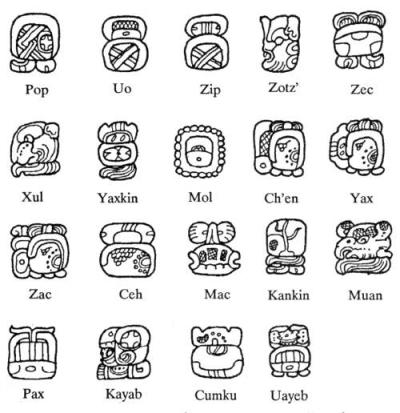 Pop Uo Zip Zotz' Zec
Xul Yaxkin Mol Ch'en Yax
Zac Ceh Mac Kankin Muan
Pax Kayab Cumku Uayeb